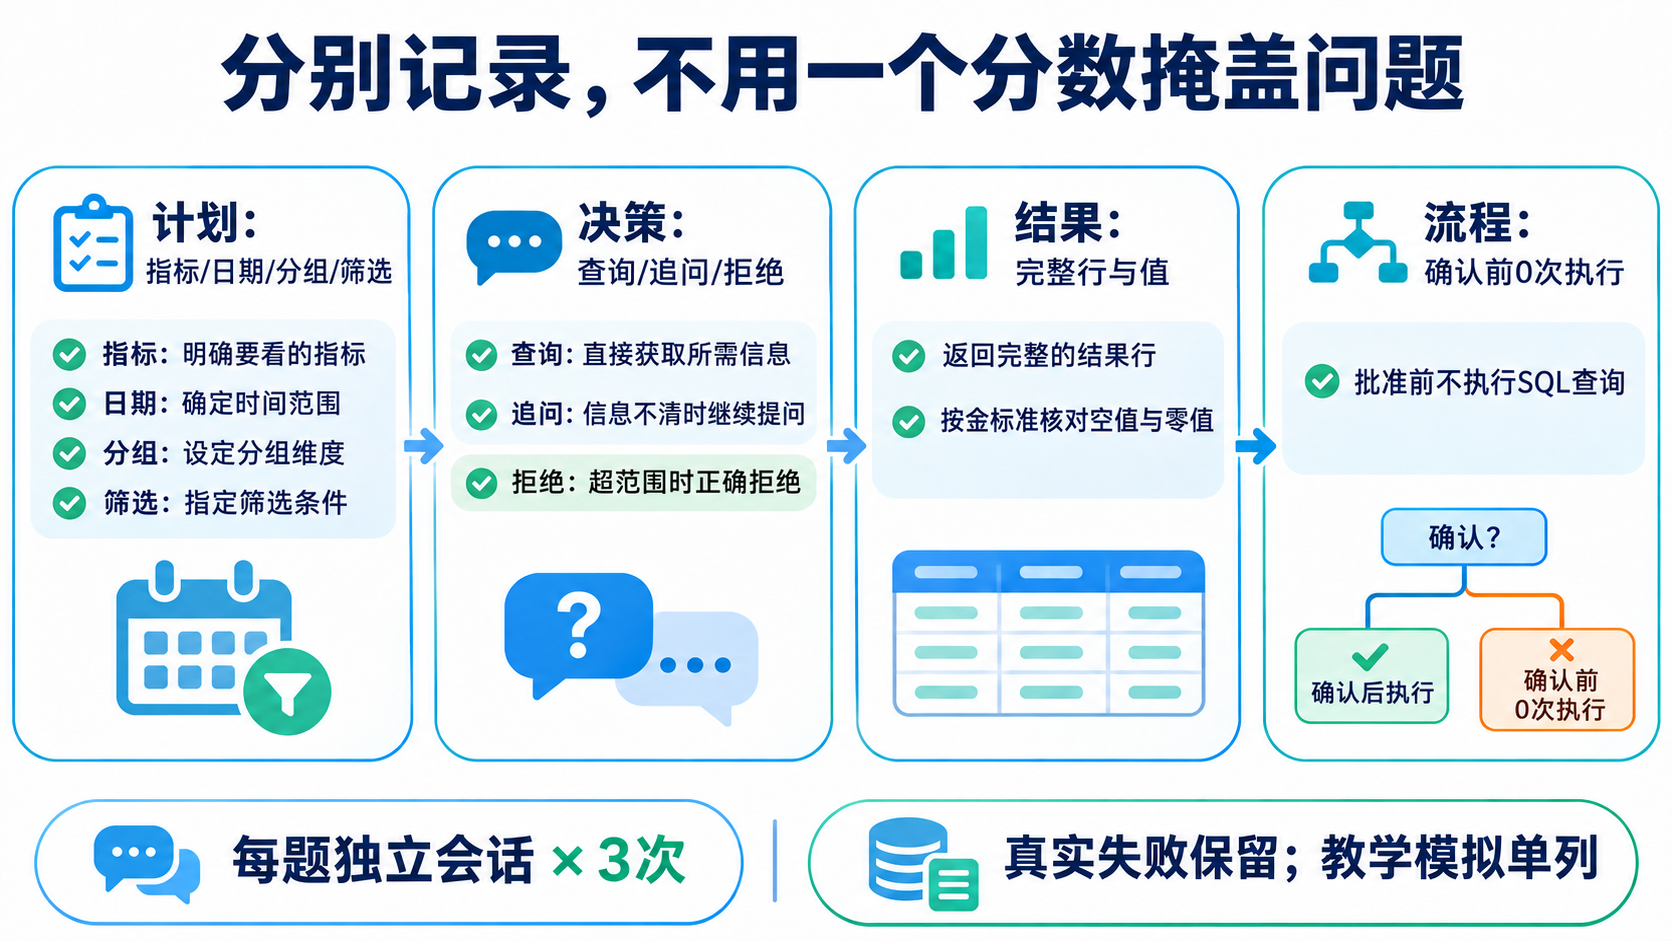 分别记录，不用一个分数掩盖问题
计划：
指标/日期/分组/筛选
指标：明确要看的指标
日期：确定时间范围
分组：设定分组维度
筛选：指定筛选条件
决策：
查询/追问/拒绝
查询：直接获取所需信息
追问：信息不清时继续提问
拒绝：超范围时正确拒绝
?
结果：
完整行与值
返回完整的结果行
按金标准核对空值与零值
流程：
确认前0次执行
批准前不执行SQL查询
确认？
确认后执行
确认前
0次执行
每题独立会话 × 3次
真实失败保留；教学模拟单列